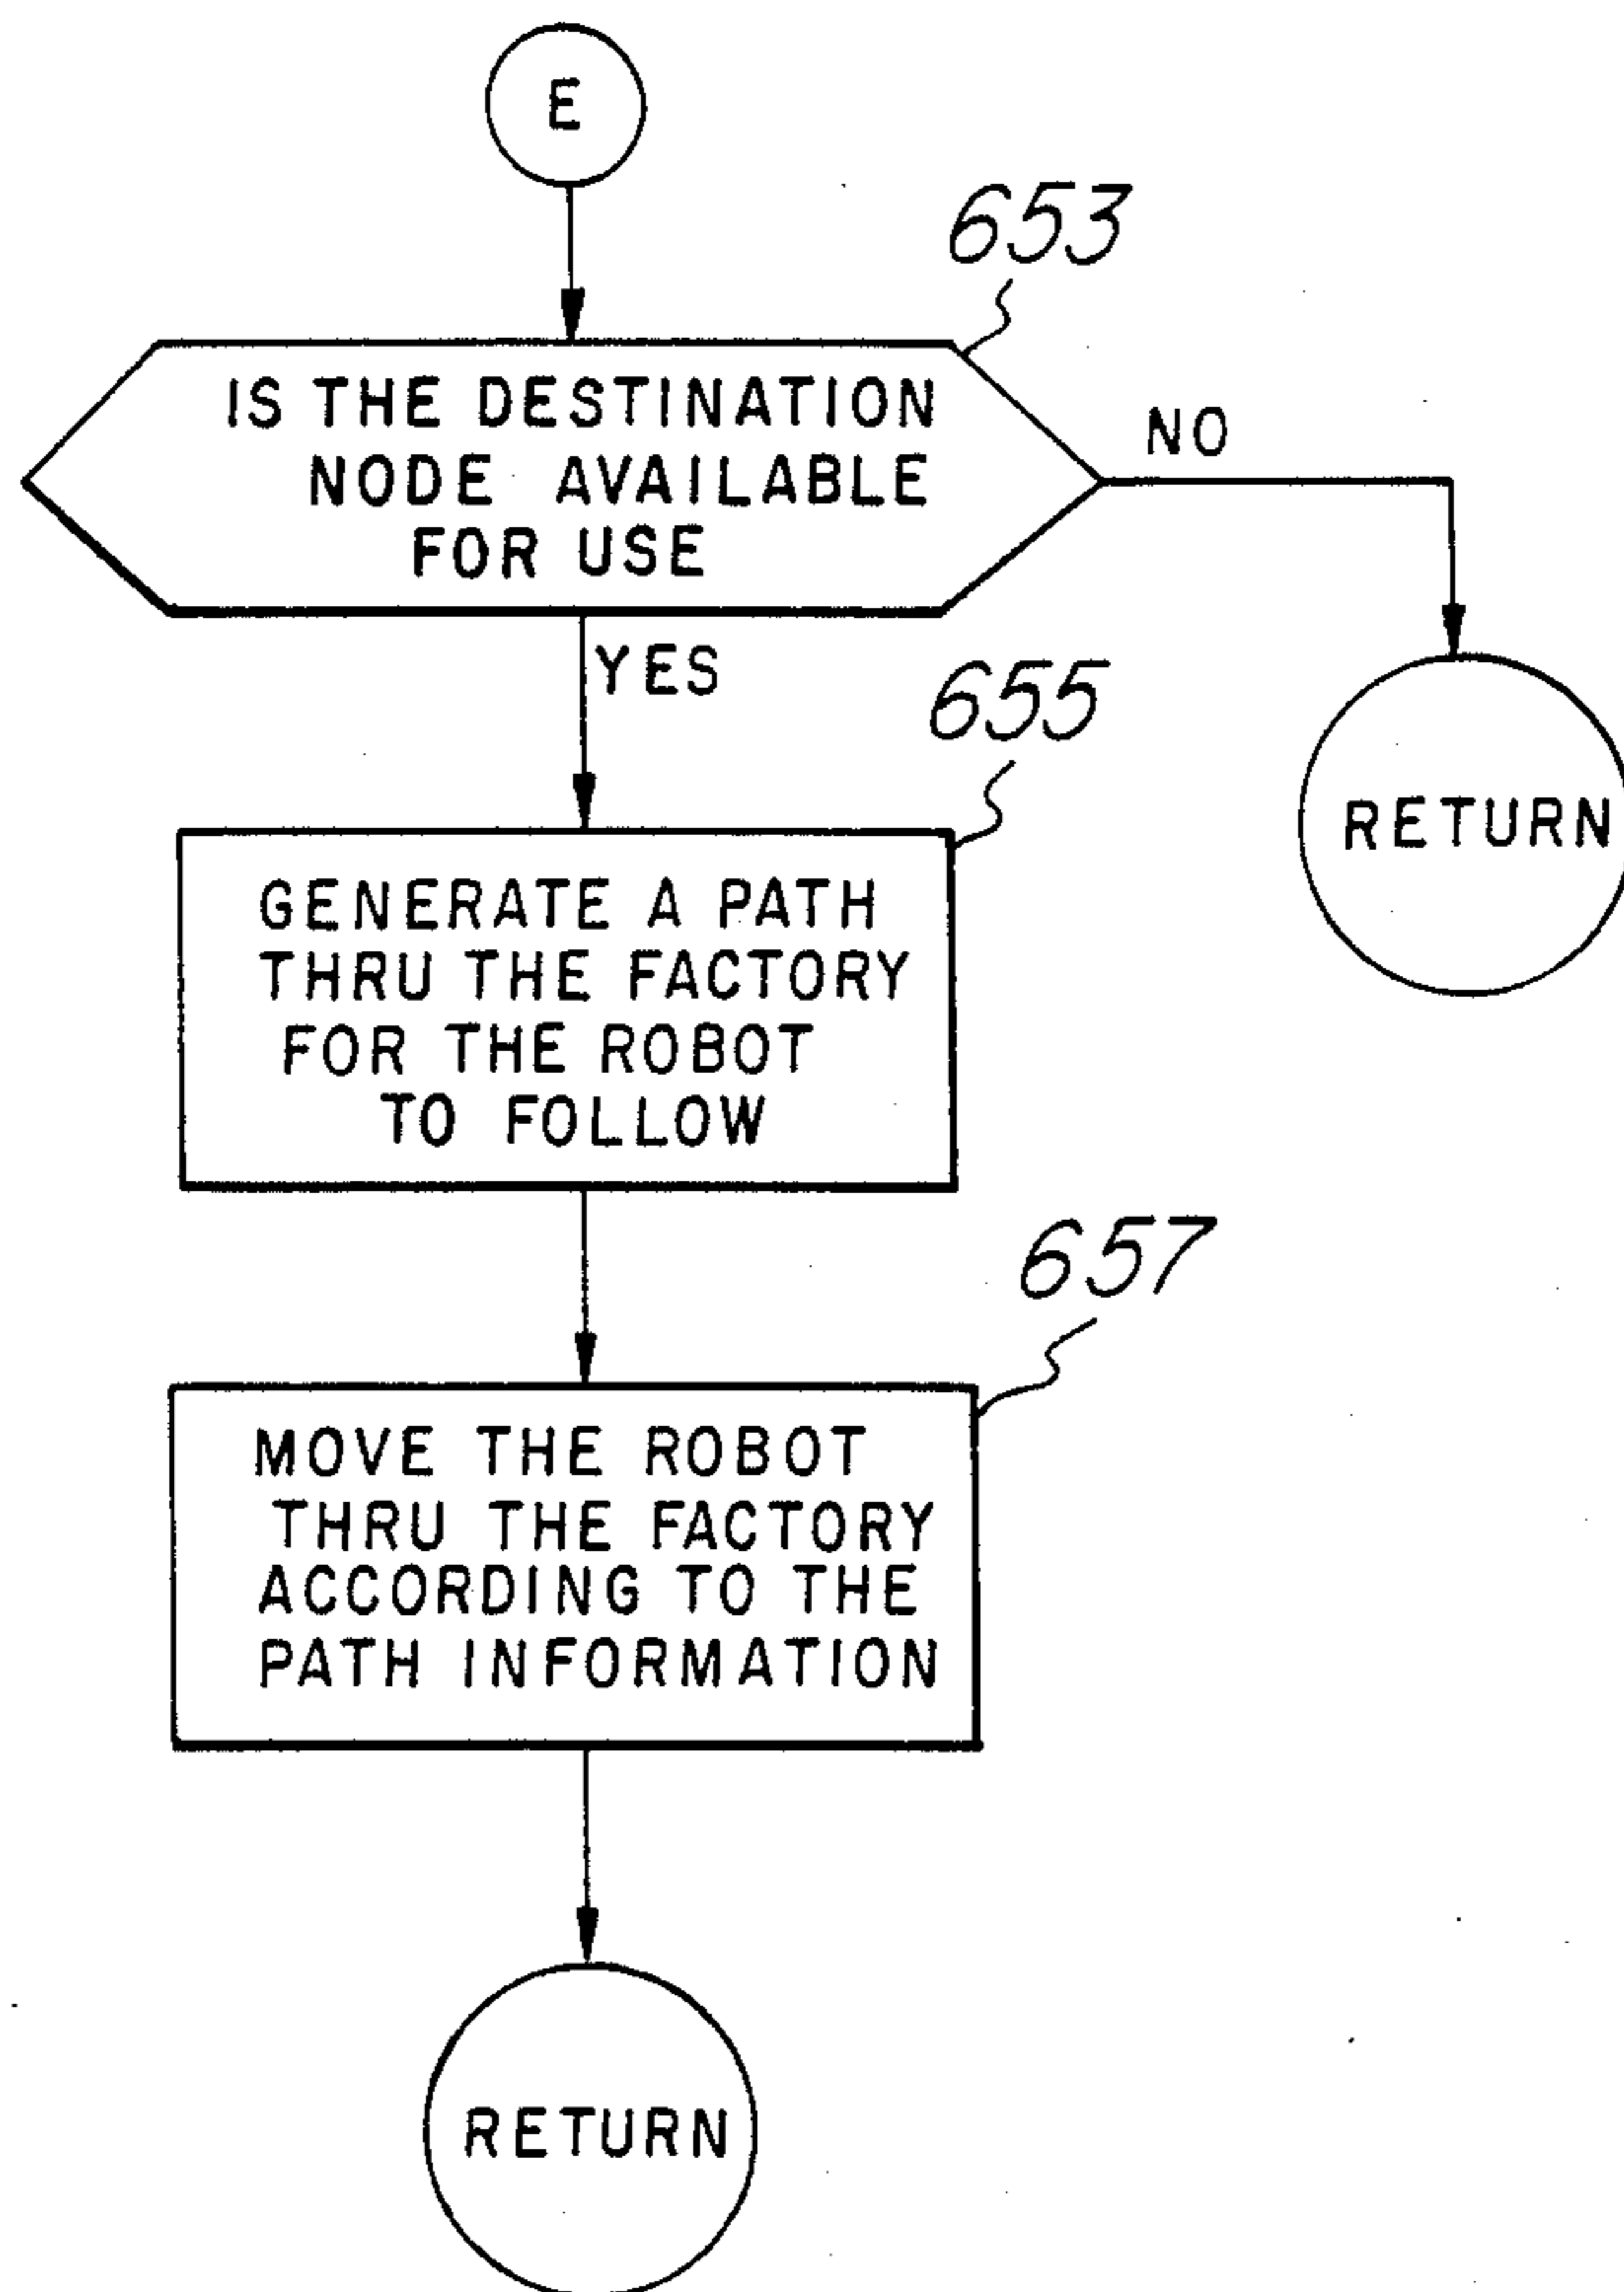 E
653
IS THE DESTINATION
NODE AVAILABLE
FOR USE
NO
YES
655
RETURN
GENERATE A PATH
THRU THE FACTORY
FOR THE ROBOT
TO FOLLOW
657
MOVE THE ROBOT
THRU THE FACTORY
ACCORDING TO THE
PATH INFORMATION
RETURN